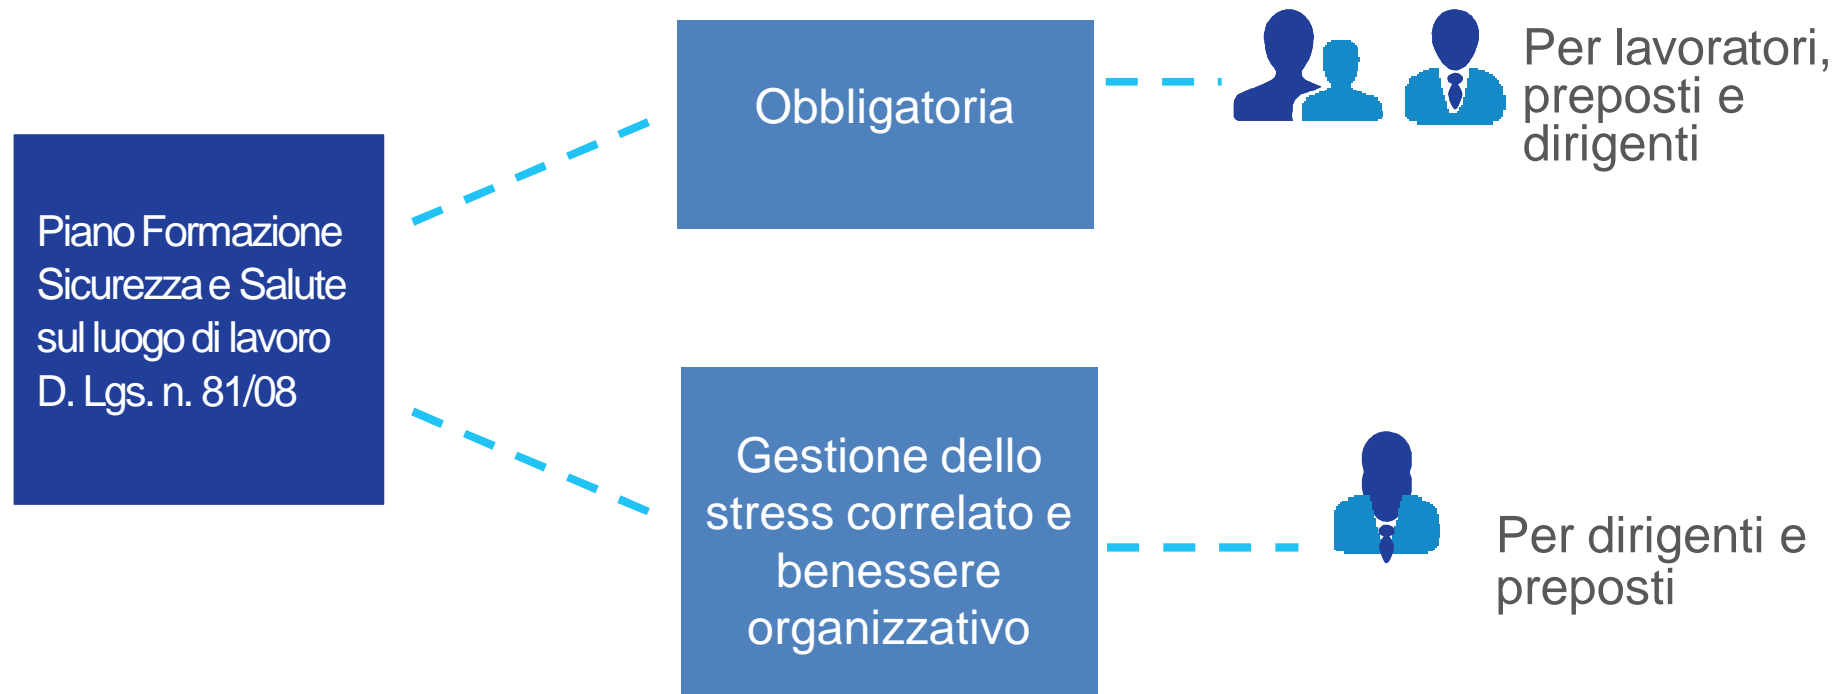 Piano Formazione
Sicurezza e Salute
sul luogo di lavoro
D. Lgs. n. 81/08
Obbligatoria
Per lavoratori,
preposti e
dirigenti
Gestione dello
stress correlato e
benessere
organizzativo
Per dirigenti e
preposti